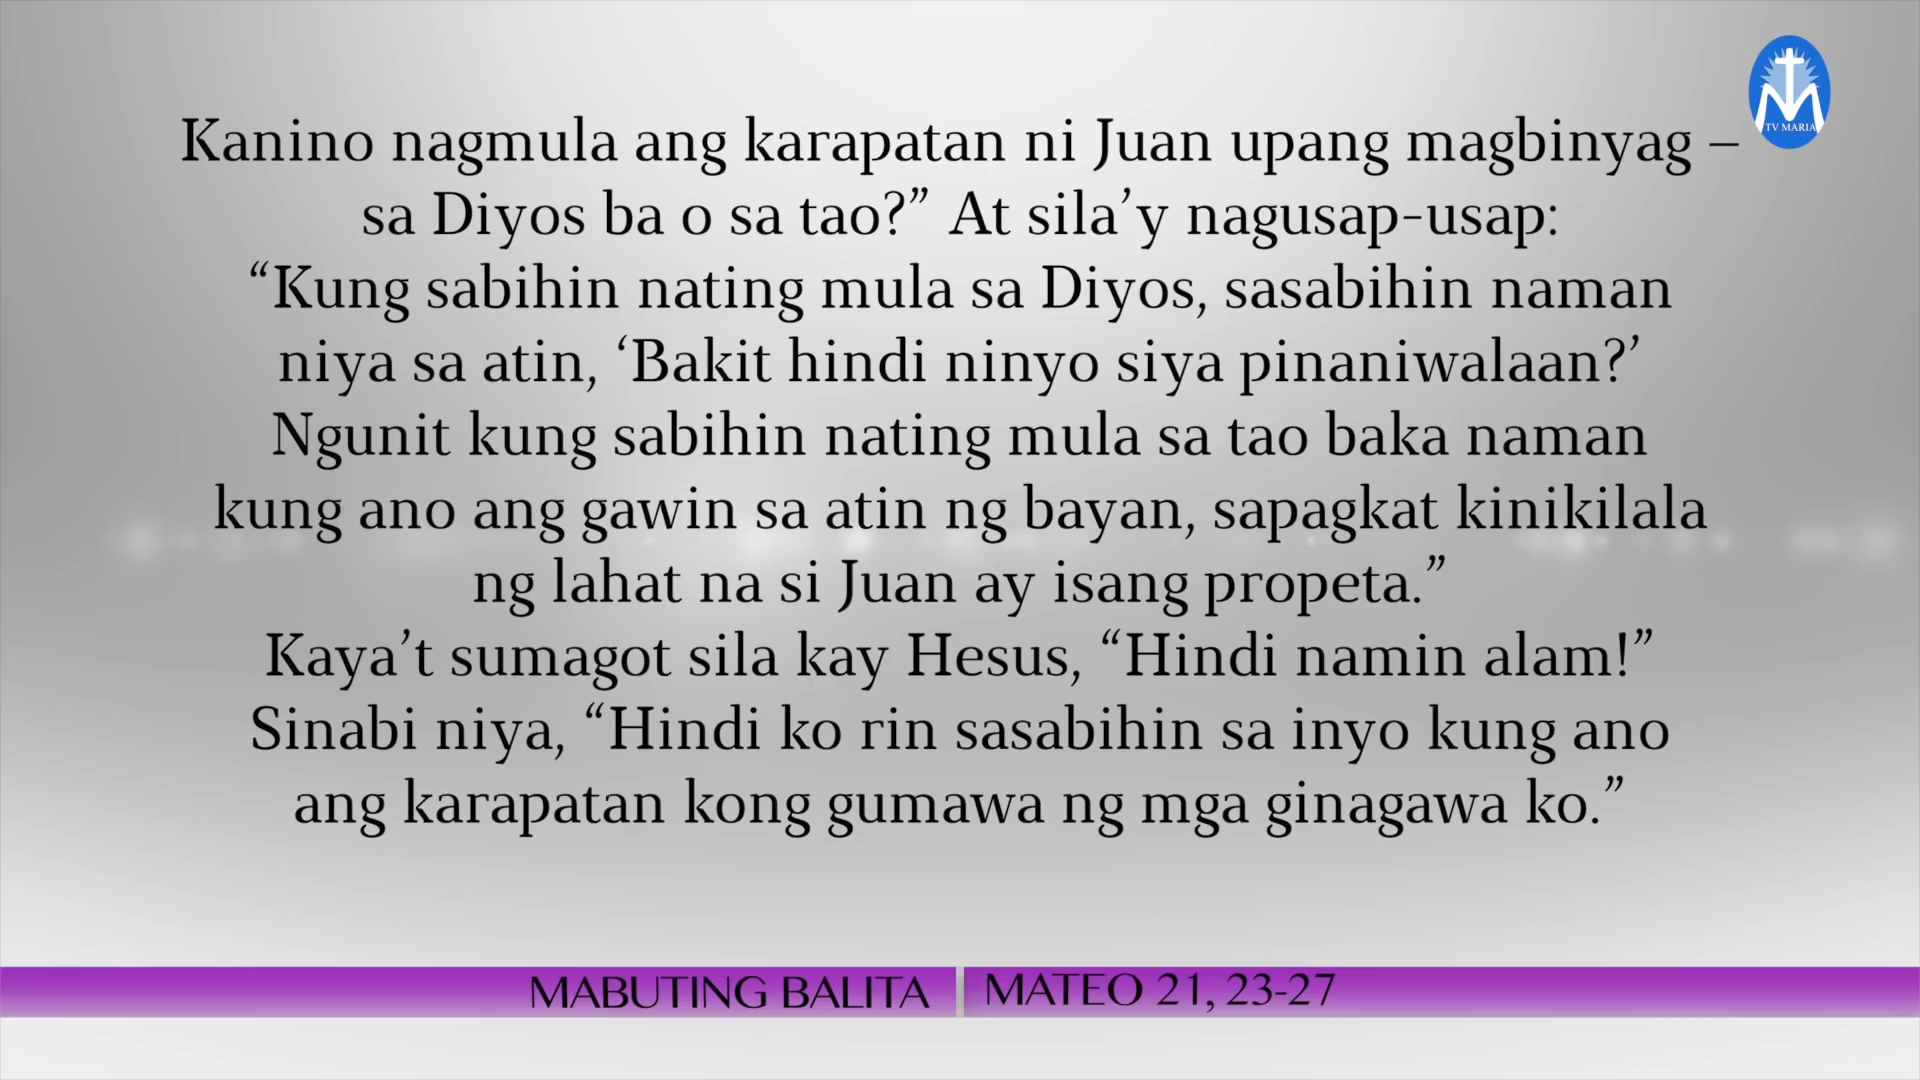 TV MARIA
Kanino nagmula ang karapatan ni Juan upang magbinyag –
sa Diyos ba o sa tao?” At sila’y nagusap-usap:
“Kung sabihin nating mula sa Diyos, sasabihin naman
niya sa atin, ‘Bakit hindi ninyo siya pinaniwalaan?’
Ngunit kung sabihin nating mula sa tao baka naman
kung ano ang gawin sa atin ng bayan, sapagkat kinikilala
ng lahat na si Juan ay isang propeta.”
Kaya’t sumagot sila kay Hesus, “Hindi namin alam!”
Sinabi niya, “Hindi ko rin sasabihin sa inyo kung ano
ang karapatan kong gumawa ng mga ginagawa ko.”
MABUTING BALITA
MATEO 21, 23-27